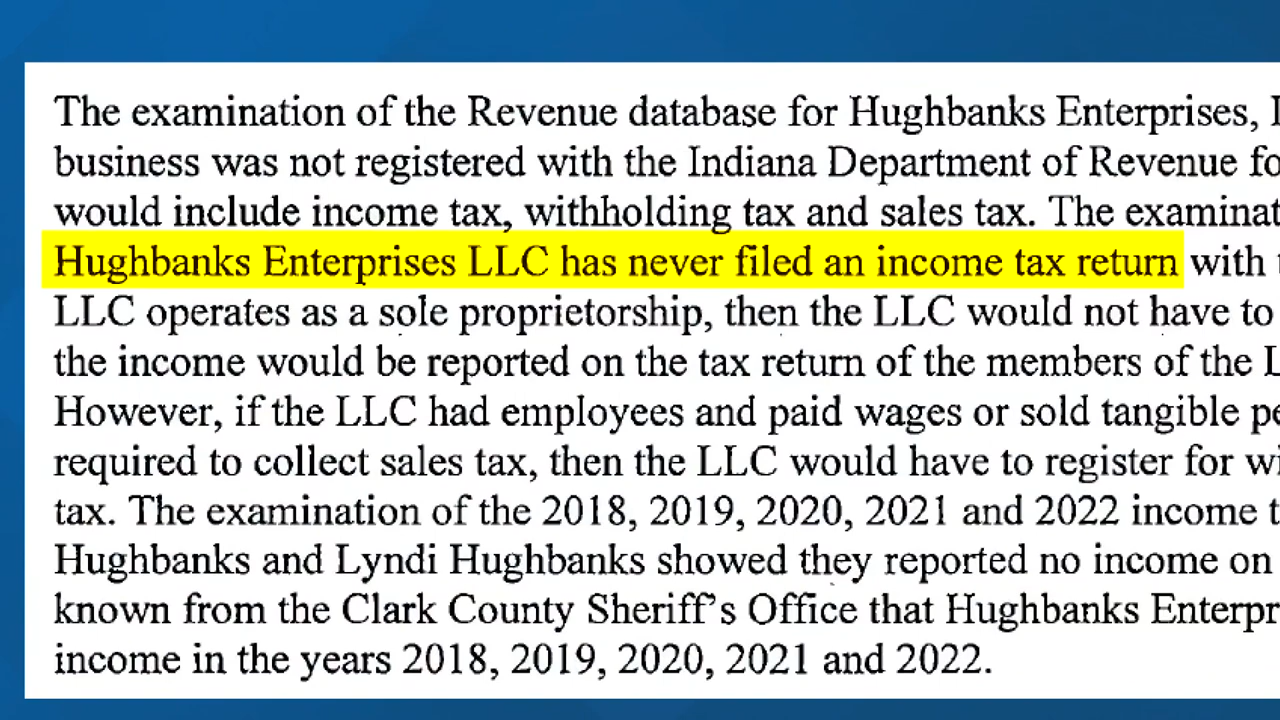 The examination of the Revenue database for Hughbanks Enterprises,
business was not registered with the Indiana Department of Revenue
would include income tax, withholding tax and sales tax. The
Hughbanks Enterprises LLC has never filed an income tax return with
LLC operates as a sole proprietorship, then the LLC would not have to
the income would be reported on the tax return of the members of the
However, if the LLC had employees and paid wages or sold tangible
required to collect sales tax, then the LLC would have to register for
tax. The examination of the 2018, 2019, 2020, 2021 and 2022 income
Hughbanks and Lyndi Hughbanks showed they reported no income on
known from the Clark County Sheriff's Office that Hughbanks
income in the years 2018, 2019, 2020, 2021 and 2022.